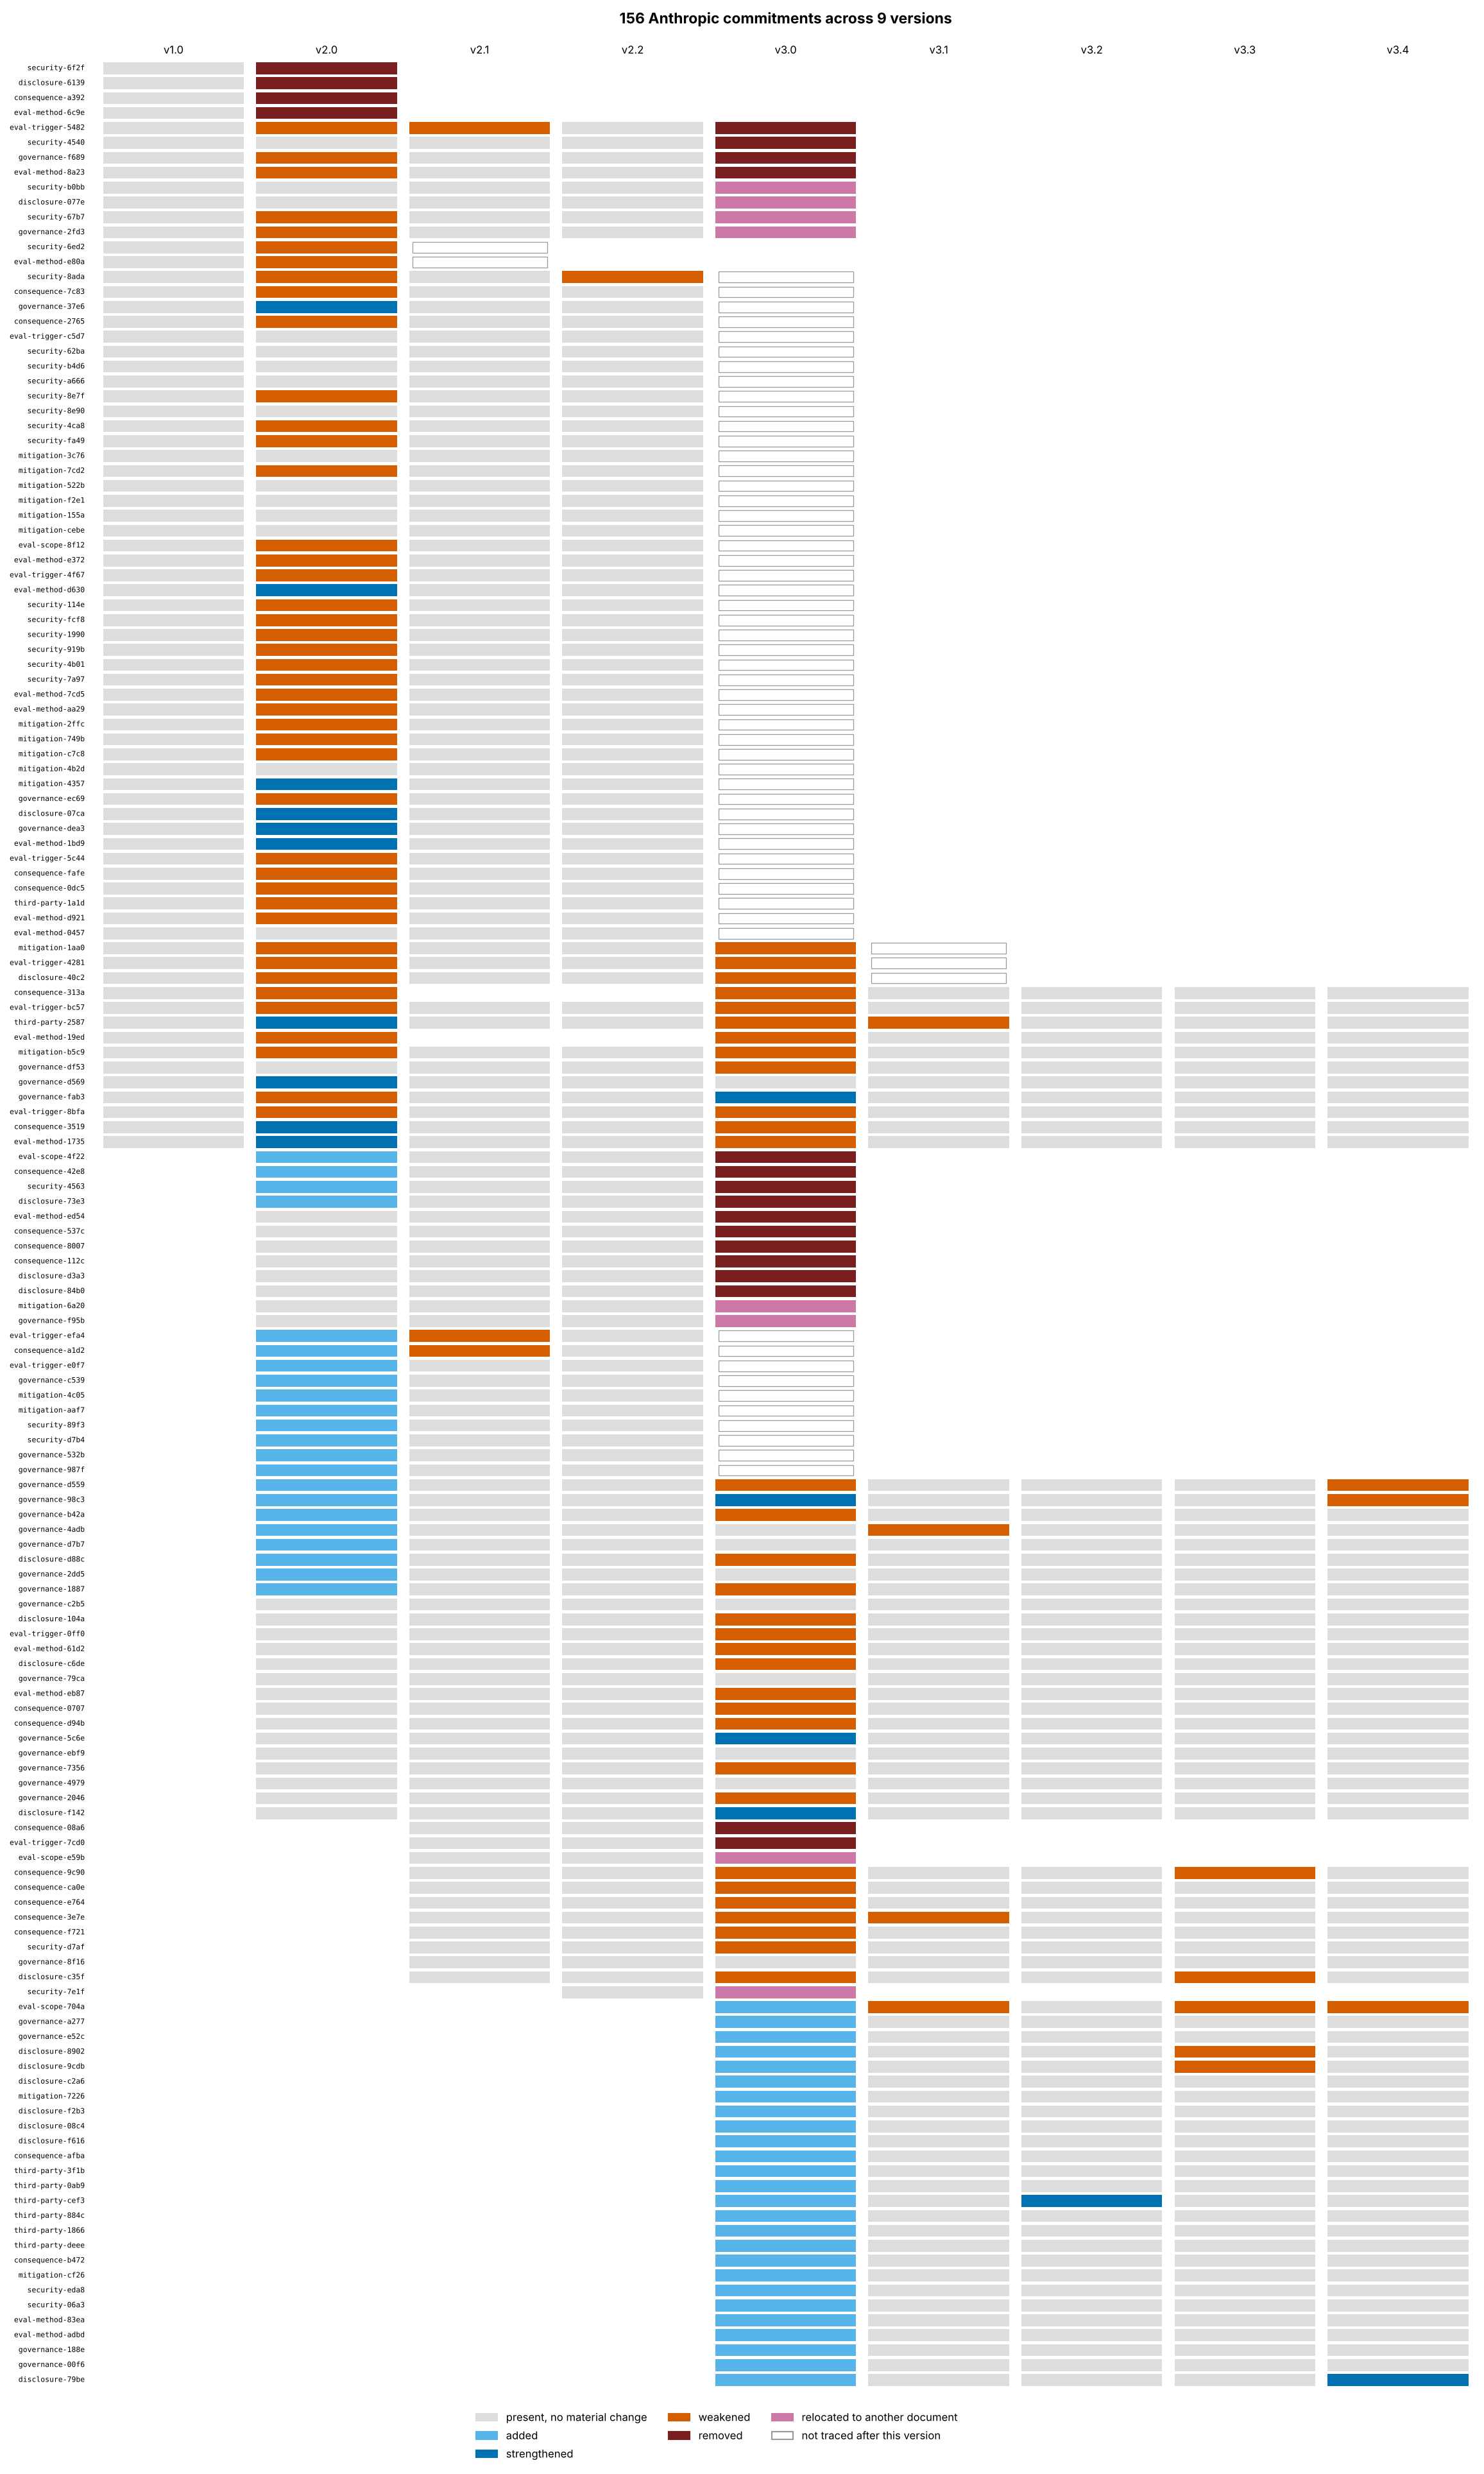 156 Anthropic commitments across 9 versions
v1.0 v2.0 v2.1 v2.2 v3.0 v3.1 v3.2 v3.3 v3.4
security-6f2f
disclosure-6139
consequence-a392
eval-method-6c9e
eval-trigger-5482
security-4540
governance-f689
eval-method-8a23
security-b0bb
disclosure-077e
security-67b7
governance-2fd3
security-6ed2
eval-method-e80a
security-8ada
consequence-7c83
governance-37e6
consequence-2765
eval-trigger-c5d7
security-62ba
security-b4d6
security-a666
security-8e7f
security-8e90
security-4ca8
security-fa49
mitigation-3c76
mitigation-7cd2
mitigation-522b
mitigation-f2e1
mitigation-155a
mitigation-cebe
eval-scope-8f12
eval-method-e372
eval-trigger-4f67
eval-method-d630
security-114e
security-fcf8
security-1990
security-919b
security-4b01
security-7a97
eval-method-7cd5
eval-method-aa29
mitigation-2ffc
mitigation-749b
mitigation-c7c8
mitigation-4b2d
mitigation-4357
governance-ec69
disclosure-07ca
governance-dea3
eval-method-1bd9
eval-trigger-5c44
consequence-fafe
consequence-0dc5
third-party-1a1d
eval-method-d921
eval-method-0457
mitigation-1aa0
eval-trigger-4281
disclosure-40c2
consequence-313a
eval-trigger-bc57
third-party-2587
eval-method-19ed
mitigation-b5c9
governance-df53
governance-d569
governance-fab3
eval-trigger-8bfa
consequence-3519
eval-method-1735
eval-scope-4f22
consequence-42e8
security-4563
disclosure-73e3
eval-method-ed54
consequence-537c
consequence-8007
consequence-112c
disclosure-d3a3
disclosure-84b0
mitigation-6a20
governance-f95b
eval-trigger-efa4
consequence-a1d2
eval-trigger-e0f7
governance-c539
mitigation-4c05
mitigation-aaf7
security-89f3
security-d7b4
governance-532b
governance-987f
governance-d559
governance-98c3
governance-b42a
governance-4adb
governance-d7b7
disclosure-d88c
governance-2dd5
governance-1887
governance-c2b5
disclosure-104a
eval-trigger-0ff0
eval-method-61d2
disclosure-c6de
governance-79ca
eval-method-eb87
consequence-0707
consequence-d94b
governance-5c6e
governance-ebf9
governance-7356
governance-4979
governance-2046
disclosure-f142
consequence-08a6
eval-trigger-7cd0
eval-scope-e59b
consequence-9c90
consequence-ca0e
consequence-e764
consequence-3e7e
consequence-f721
security-d7af
governance-8f16
disclosure-c35f
security-7e1f
eval-scope-704a
governance-a277
governance-e52c
disclosure-8902
disclosure-9cdb
disclosure-c2a6
mitigation-7226
disclosure-f2b3
disclosure-08c4
disclosure-f616
consequence-afba
third-party-3f1b
third-party-0ab9
third-party-cef3
third-party-884c
third-party-1866
third-party-deee
consequence-b472
mitigation-cf26
security-eda8
security-06a3
eval-method-83ea
eval-method-adbd
governance-188e
governance-00f6
disclosure-79be
present, no material change weakened relocated to another document
added removed not traced after this version
strengthened